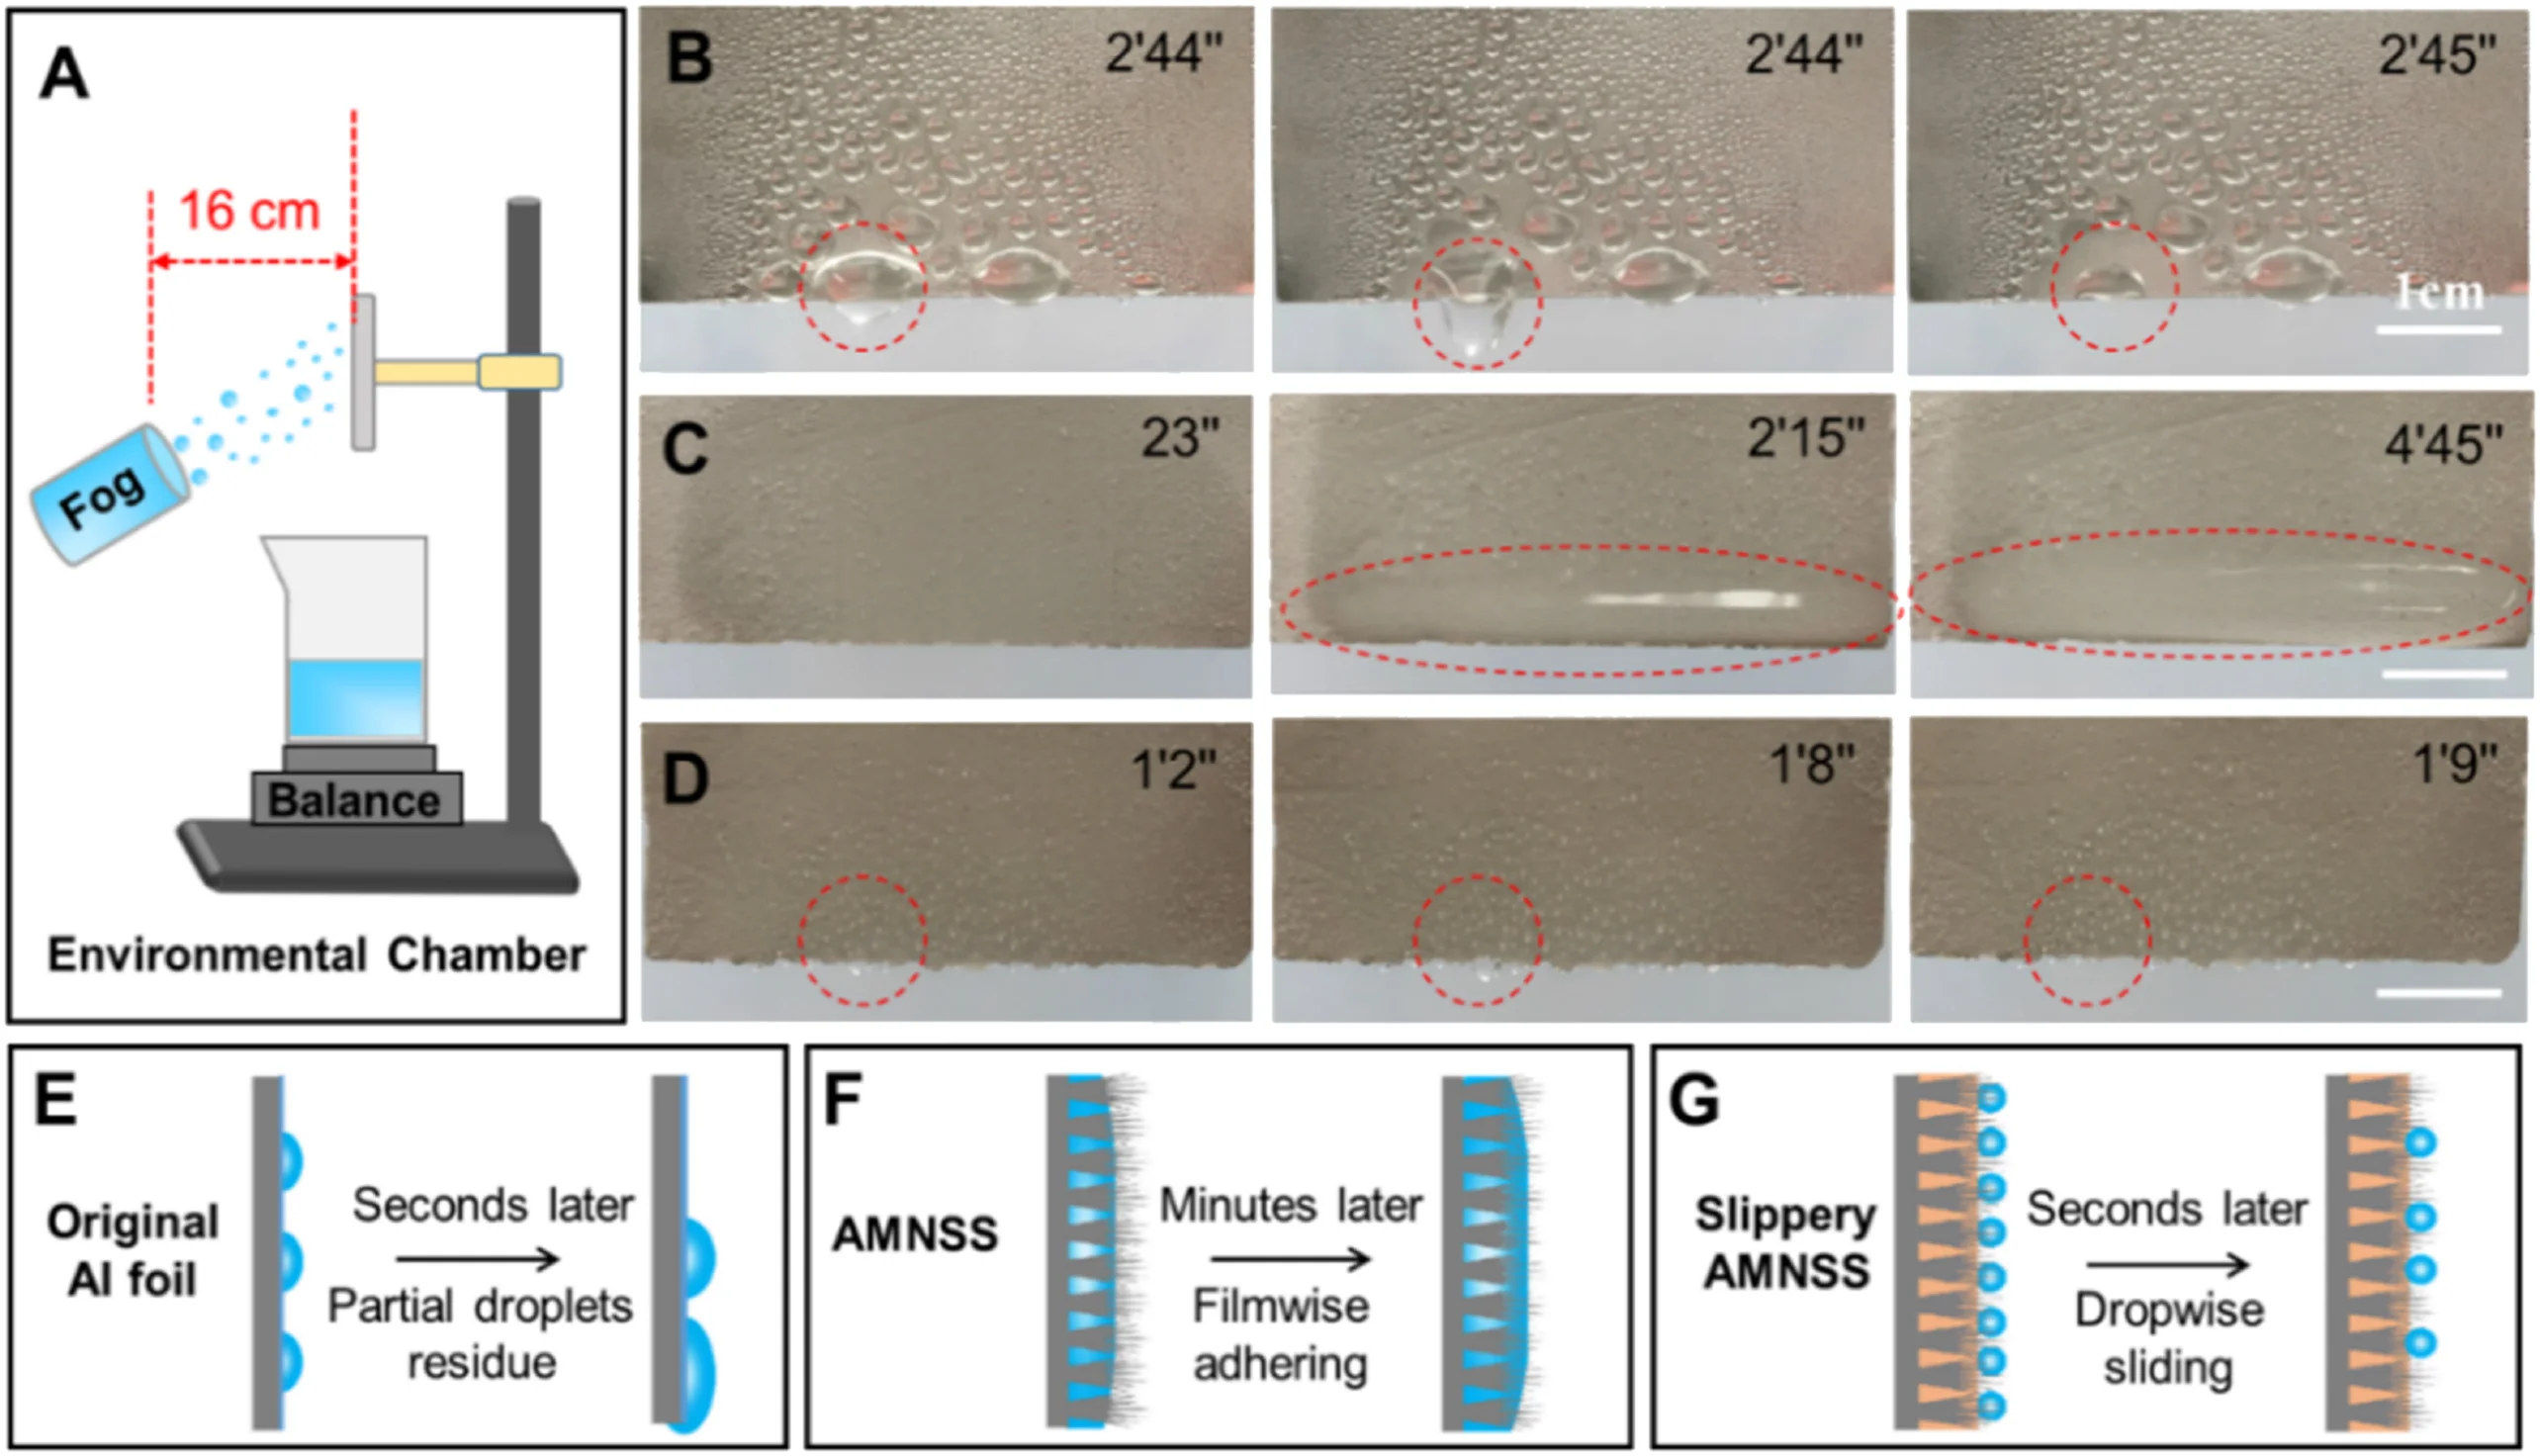 A
16 cm
Fog
Balance
Environmental Chamber
B
2'44"
2'44"
2'45"
1cm
C
23"
2'15"
4'45"
D
1'2"
1'8"
1'9"
E
Original
Al foil
Seconds later
Partial droplets
residue
F
AMNSS
Minutes later
Filmwise
adhering
G
Slippery
AMNSS
Seconds later
Dropwise
sliding